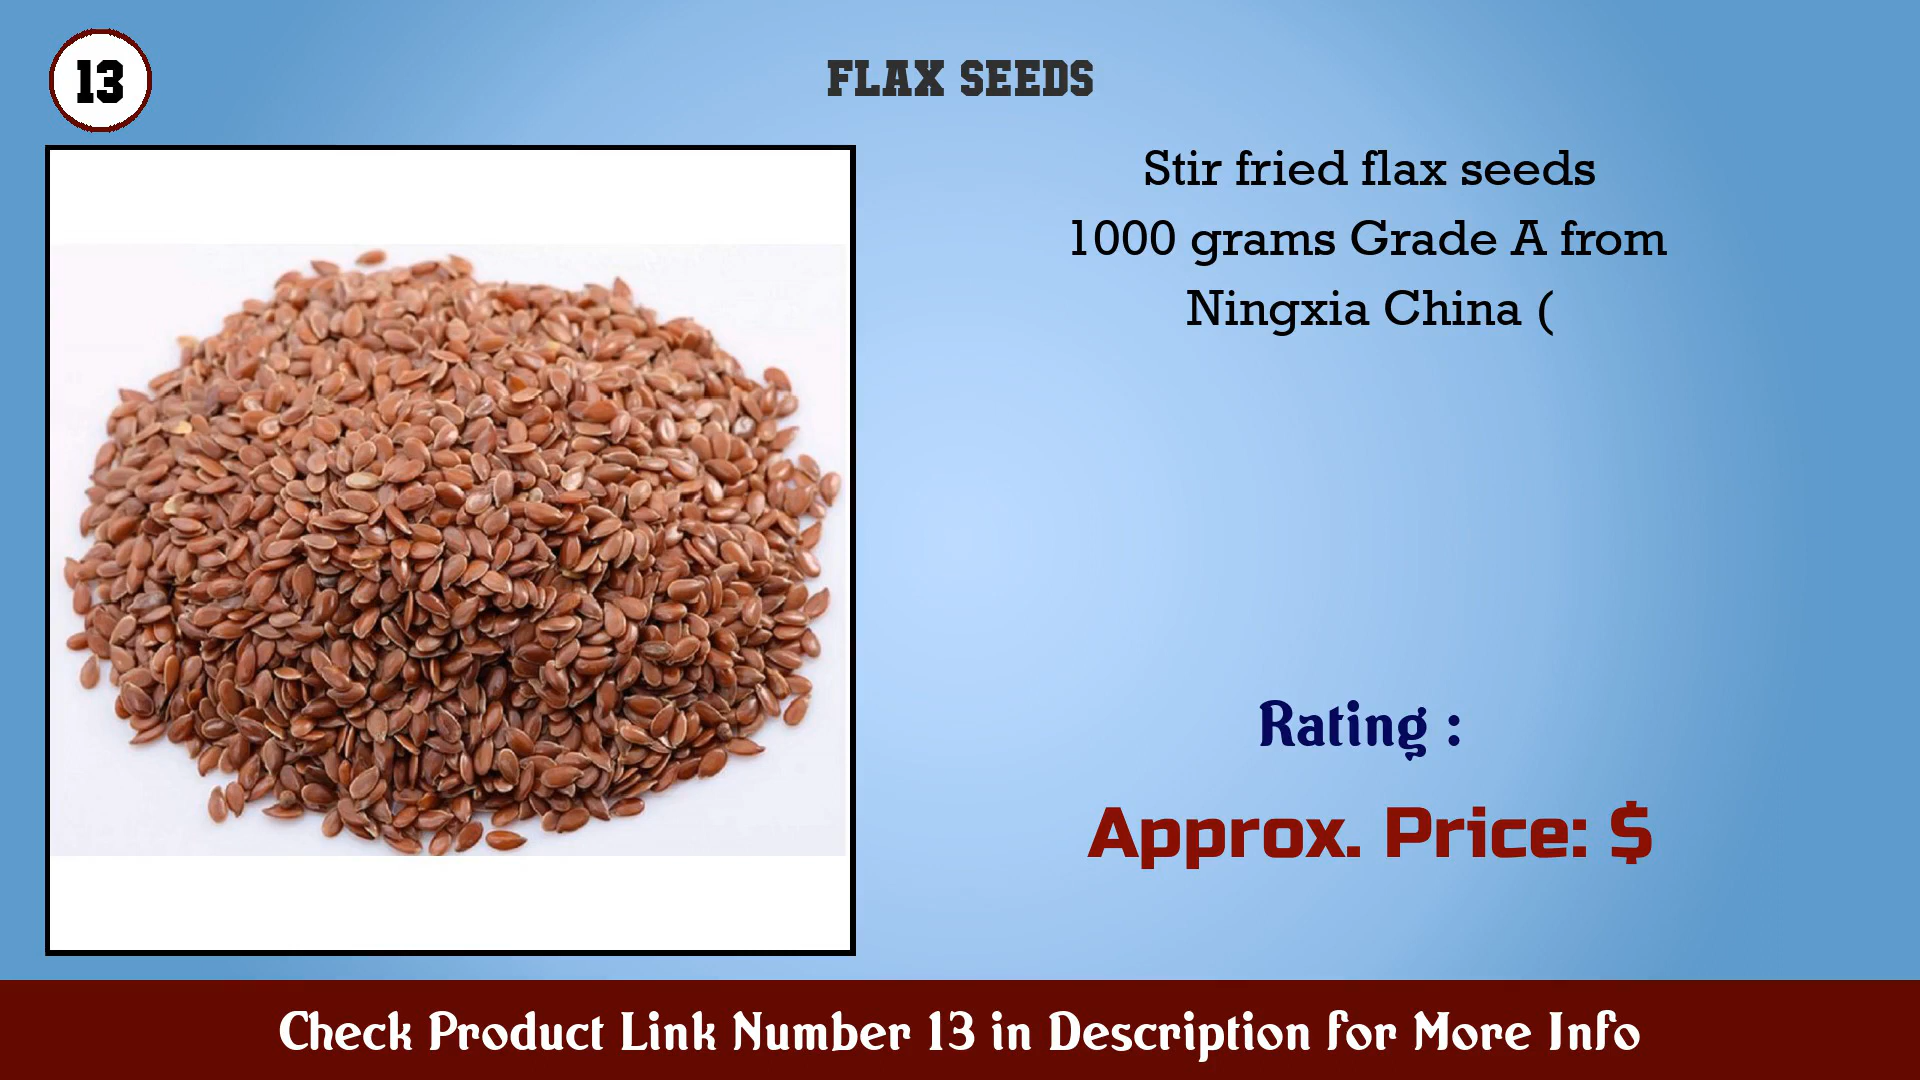 13
FLAX SEEDS
Stir fried flax seeds
1000 grams Grade A from
Ningxia China (
Rating :
Approx. Price: $
Check Product Link Number 13 in Description for More Info